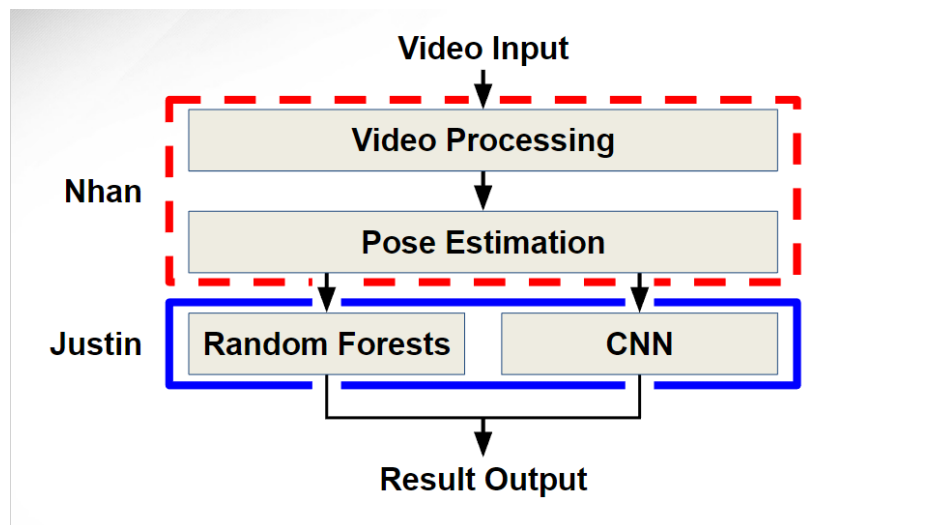 Video Input
Video Processing
Nhan
Pose Estimation
Justin
Random Forests
CNN
Result Output